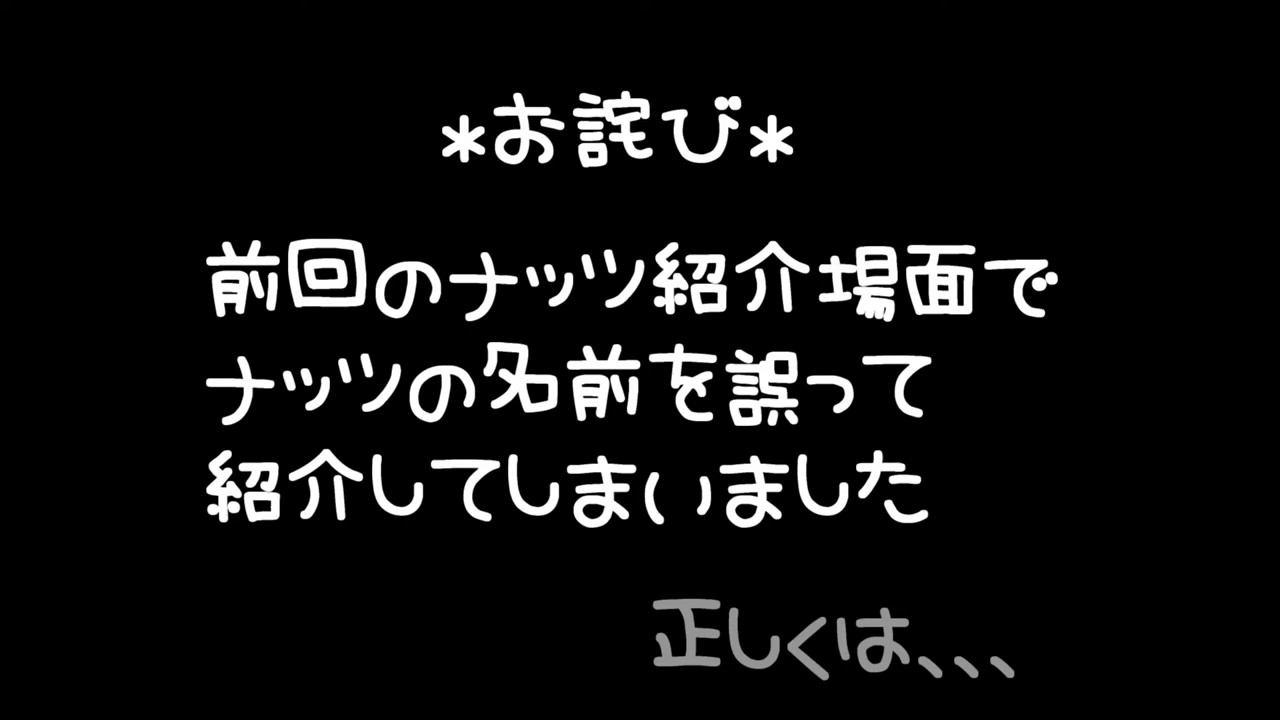 *お詫び*
前回のナッツ紹介場面で
ナッツの名前を誤って
紹介してしまいました
正しくは、、、